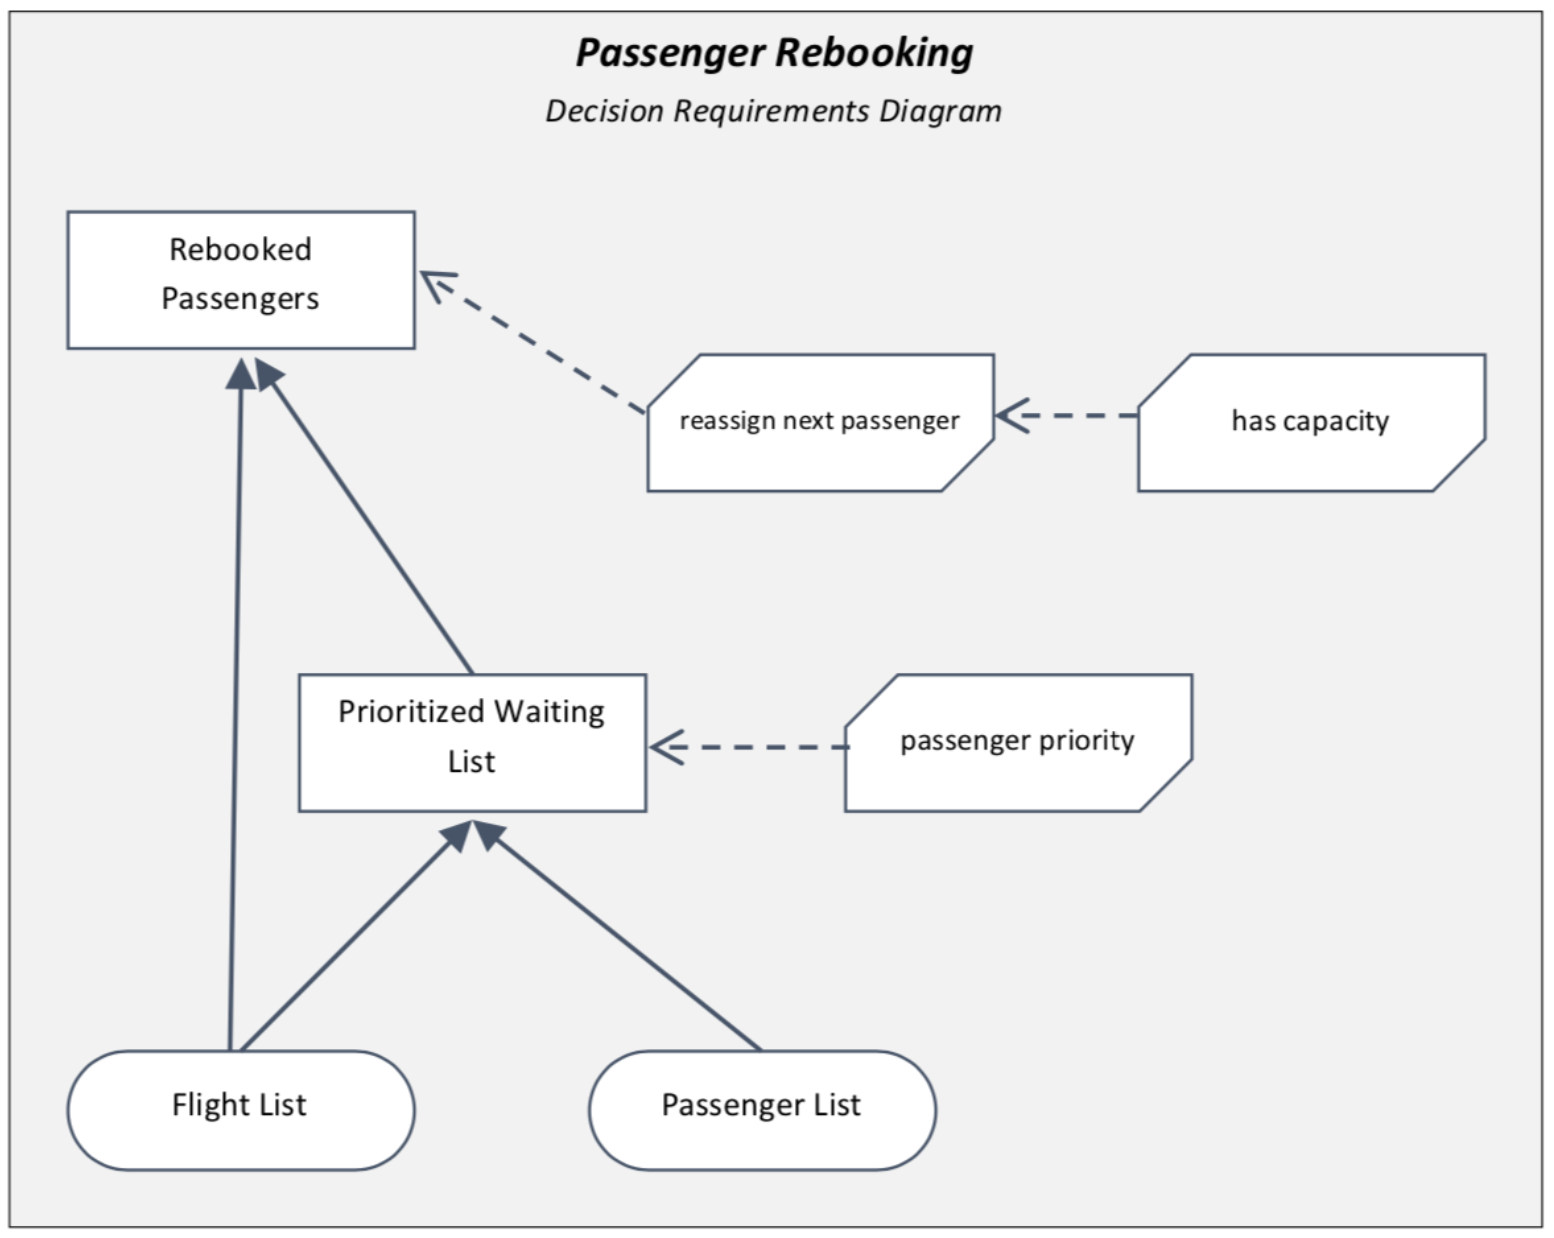 Passenger Rebooking
Decision Requirements Diagram
Rebooked
Passengers
reassign next passenger
has capacity
Prioritized Waiting
List
passenger priority
Flight List
Passenger List